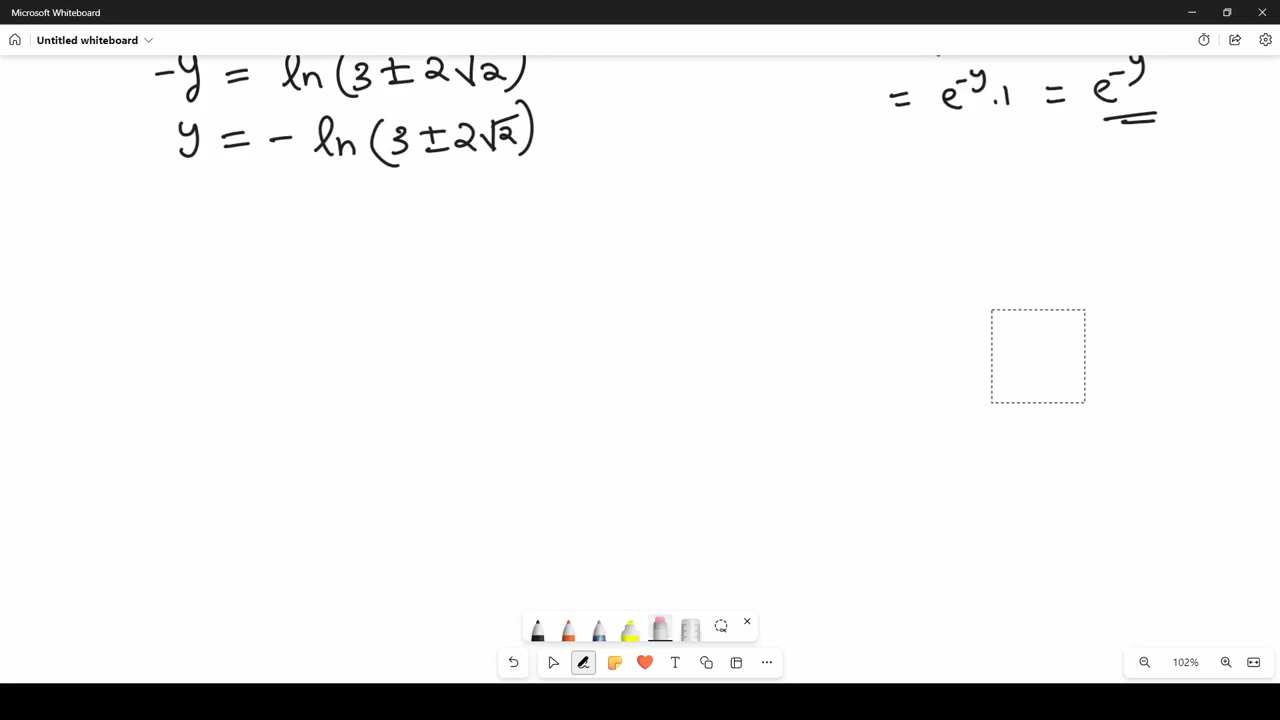 Microsoft Whiteboard
Untitled whiteboard
-y = ln(3 ± 2√2)
y = - ln(3 ± 2√2)
= e^-y . 1 = e^-y
102%